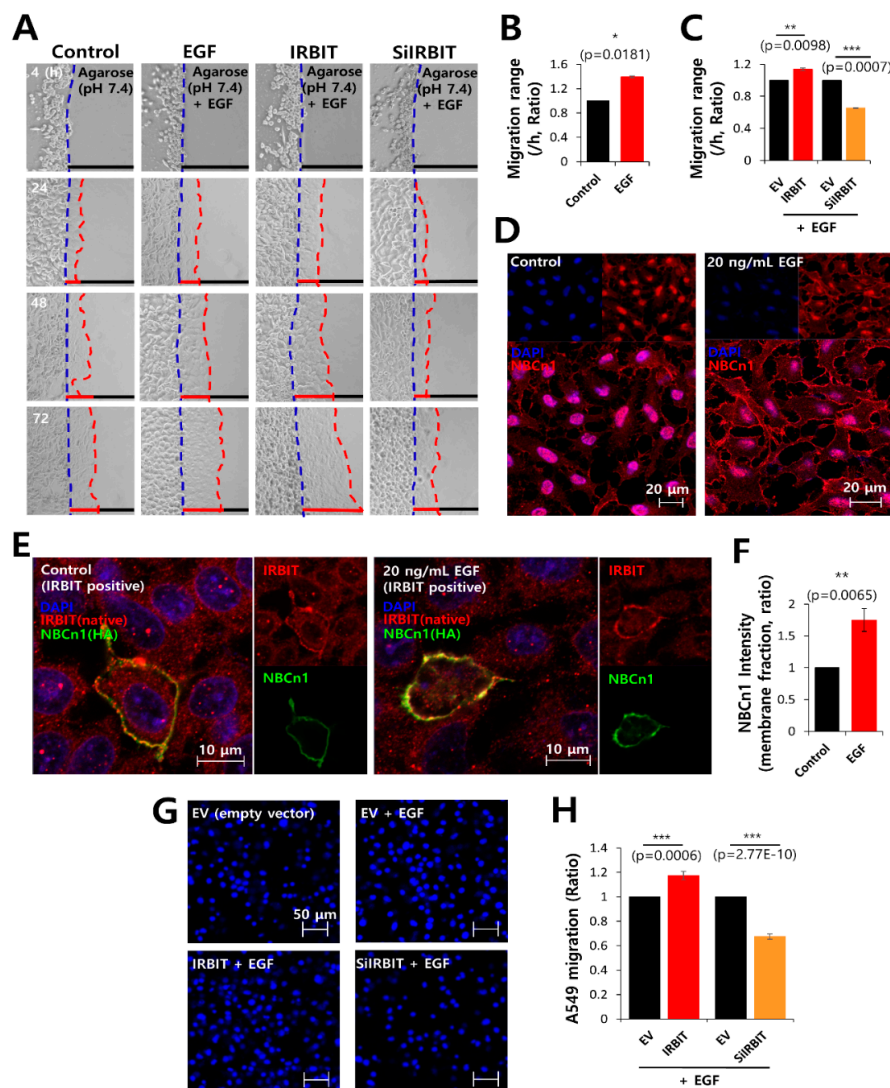 A
Control
EGF
IRBIT
SiIRBIT
4 (h)
Agarose
(pH 7.4)
Agarose
(pH 7.4)
+ EGF
Agarose
(pH 7.4)
+ EGF
Agarose
(pH 7.4)
+ EGF
24
48
72
B
*
(p=0.0181)
Migration range
(/h, Ratio)
1.6
1.2
0.8
0.4
0
Control
EGF
C
**
(p=0.0098)
***
(p=0.0007)
Migration range
(/h, Ratio)
1.2
0.8
0.4
0
EV
IRBIT
EV
SiIRBIT
+ EGF
D
Control
DAPI
NBCn1
20 μm
20 ng/mL EGF
DAPI
NBCn1
20 μm
E
Control
(IRBIT positive)
DAPI
IRBIT(native)
NBCn1(HA)
10 μm
IRBIT
NBCn1
20 ng/mL EGF
(IRBIT positive)
DAPI
IRBIT(native)
NBCn1(HA)
10 μm
IRBIT
NBCn1
F
**
(p=0.0065)
NBCn1 Intensity
(membrane fraction, ratio)
2
1.5
1
0.5
0
Control
EGF
G
EV (empty vector)
50 μm
EV + EGF
IRBIT + EGF
SiIRBIT + EGF
H
***
(p=0.0006)
***
(p=2.77E-10)
A549 migration (Ratio)
1.4
1.2
1
0.8
0.6
0.4
0.2
0
EV
IRBIT
EV
SiIRBIT
+ EGF